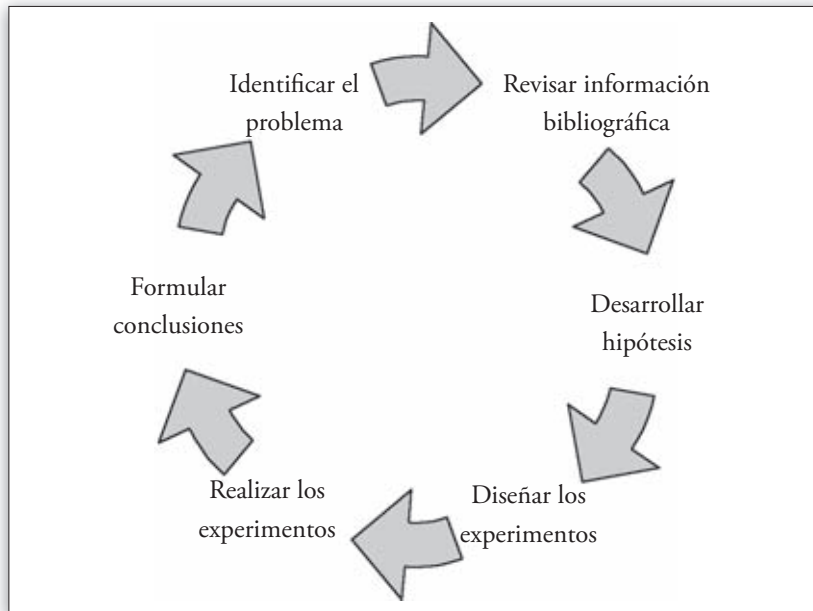 Identificar el
problema
Revisar información
bibliográfica
Desarrollar
hipótesis
Diseñar los
experimentos
Realizar los
experimentos
Formular
conclusiones